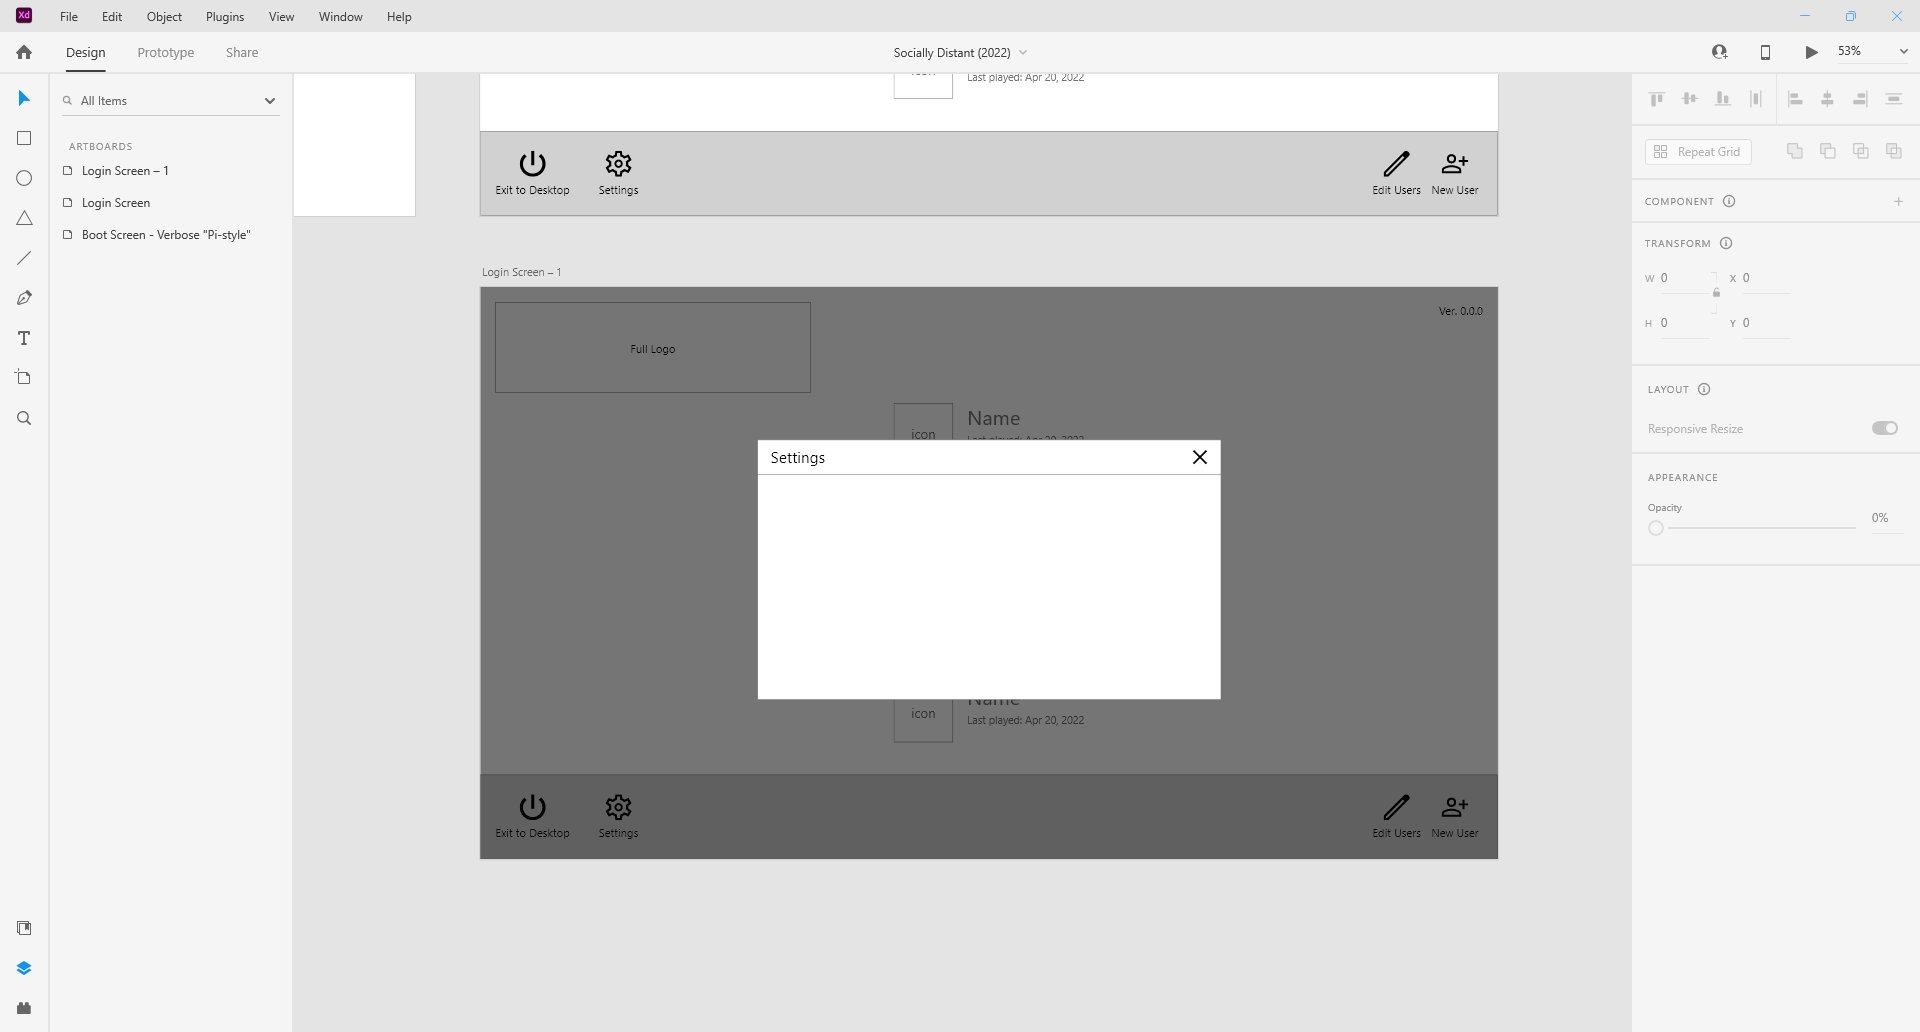 Xd File Edit Object Plugins View Window Help
Design Prototype Share Socially Distant (2022) 53%
All Items
ARTBOARDS
Login Screen – 1
Login Screen
Boot Screen - Verbose "Pi-style"
Last played: Apr 20, 2022
Exit to Desktop Settings Edit Users New User
Login Screen – 1
Ver. 0.0.0
Full Logo
Name
icon
Settings
Name
icon
Last played: Apr 20, 2022
Exit to Desktop Settings Edit Users New User
Repeat Grid
COMPONENT
TRANSFORM
W 0 X 0
H 0 Y 0
LAYOUT
Responsive Resize
APPEARANCE
Opacity
0%